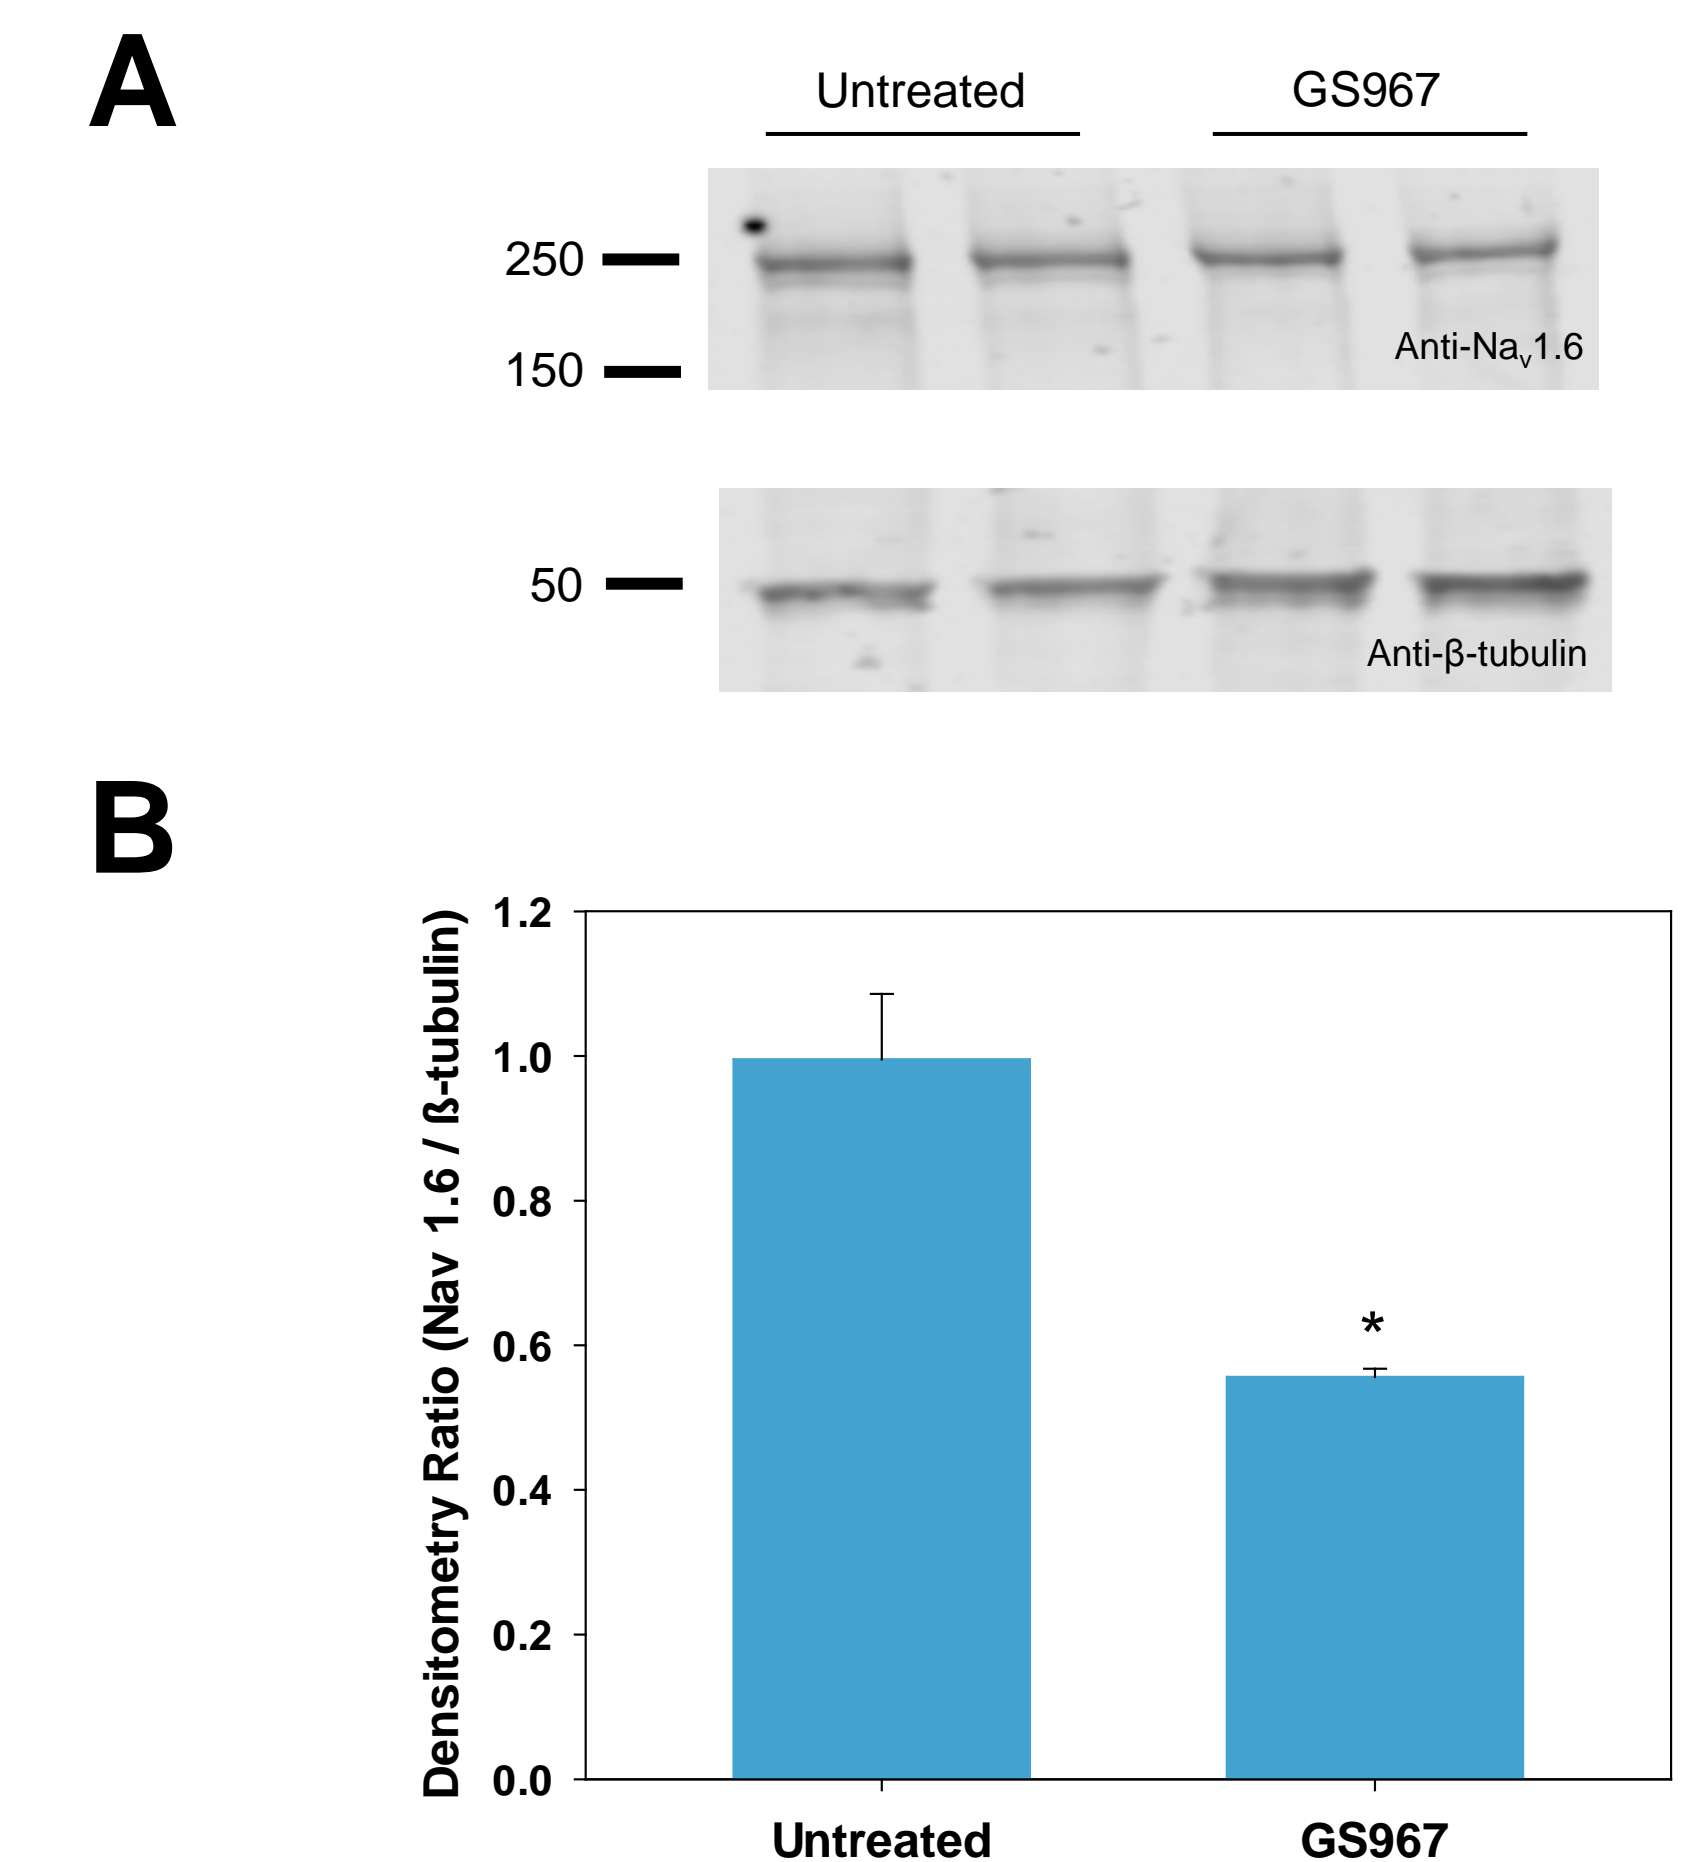 A
Untreated GS967
250
150
Anti-Nav1.6
50
Anti-β-tubulin
B
Densitometry Ratio (Nav 1.6 / ß-tubulin)
1.2
1.0
0.8
0.6
*
0.4
0.2
0.0
Untreated GS967